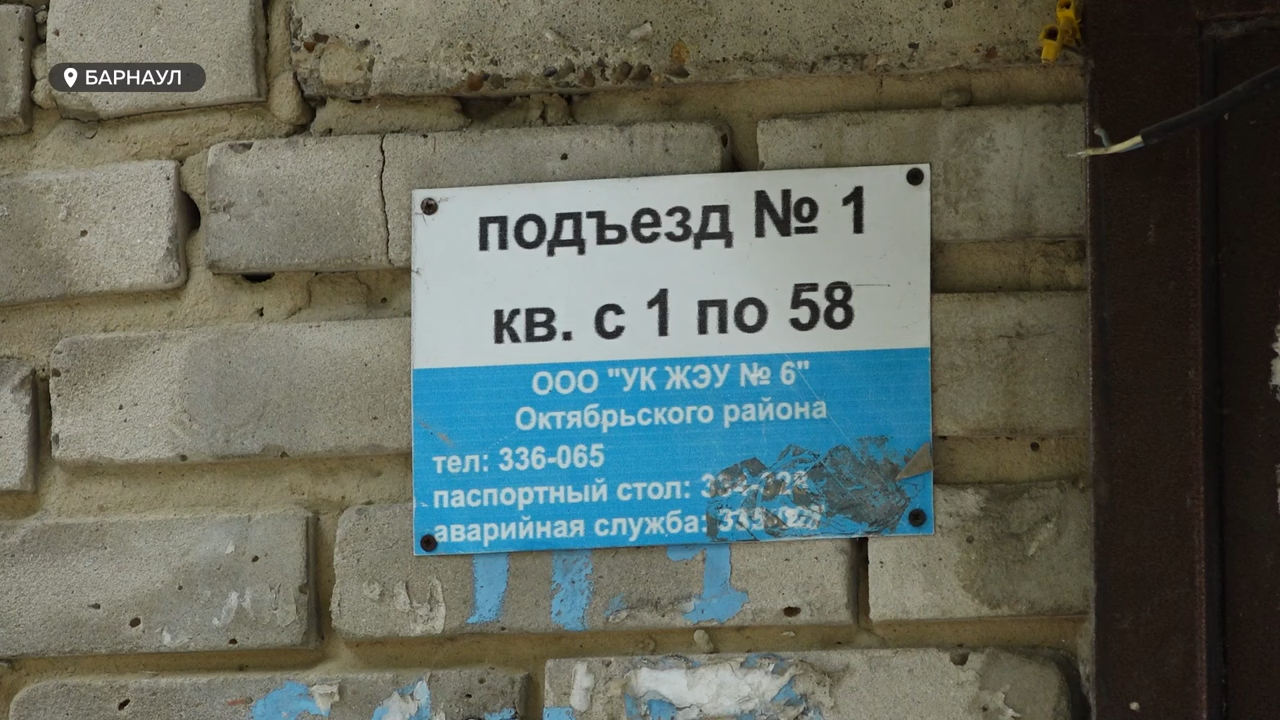 БАРНАУЛ
подъезд № 1
кв. с 1 по 58
ООО "УК ЖЭУ № 6"
Октябрьского района
тел: 336-065
паспортный стол:
аварийная служба: